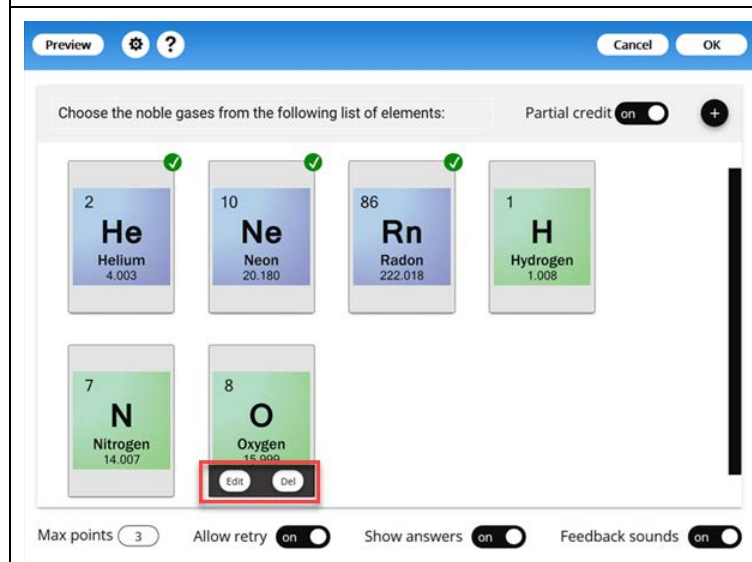 Preview ? Cancel OK
Choose the noble gases from the following list of elements: Partial credit on +
2 10 86 1
He Ne Rn H
Helium Neon Radon Hydrogen
4.003 20.180 222.018 1.008
7 8
N O
Nitrogen Oxygen
14.007 15.999
Edit Del
Max points 3 Allow retry on Show answers on Feedback sounds on